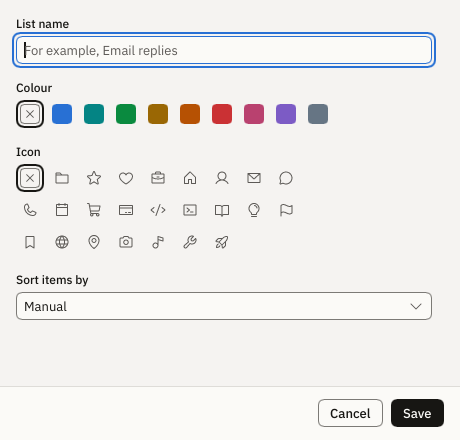 List name
For example, Email replies
Colour
Icon
Sort items by
Manual
Cancel Save